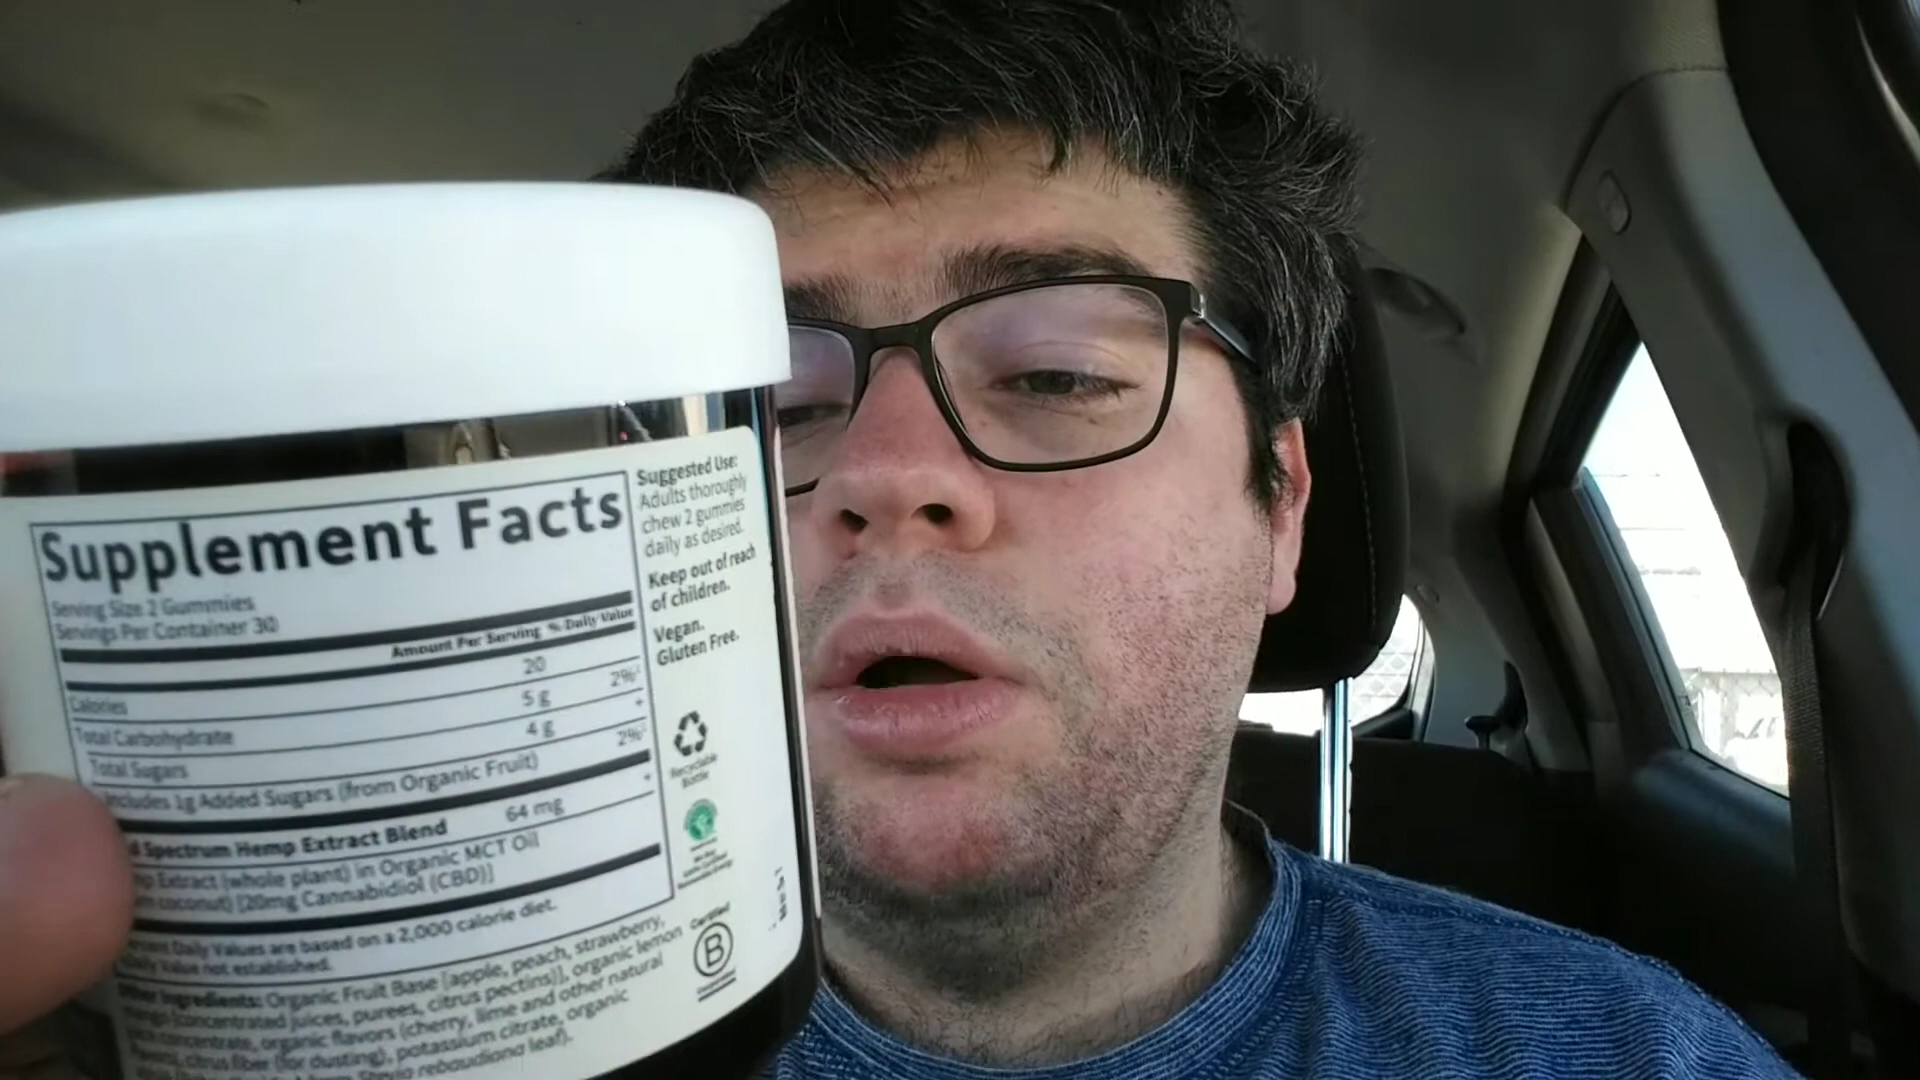 Supplement Facts
Serving Size 2 Gummies
Servings Per Container 30
Amount Per Serving % Daily Value
Calories 20
Total Carbohydrate 5 g 2%
Total Sugars 4 g +
Includes 1g Added Sugars (from Organic Fruit) 2%
Spectrum Hemp Extract Blend 64 mg
Extract (whole plant) in Organic MCT Oil
coconut) [20mg Cannabidiol (CBD)]
Daily Values are based on a 2,000 calorie diet.
Value not established.
Other Ingredients: Organic Fruit Base [apple, peach, strawberry,
(concentrated juices, purees, citrus pectins)], organic lemon
concentrate, organic flavors (cherry, lime and other natural
citrus fiber (for dusting), potassium citrate, organic
Stevia rebaudiana leaf).
Suggested Use:
Adults thoroughly
chew 2 gummies
daily as desired.
Keep out of reach
of children.
Vegan.
Gluten Free.
Recyclable
Bottle
Certified
B